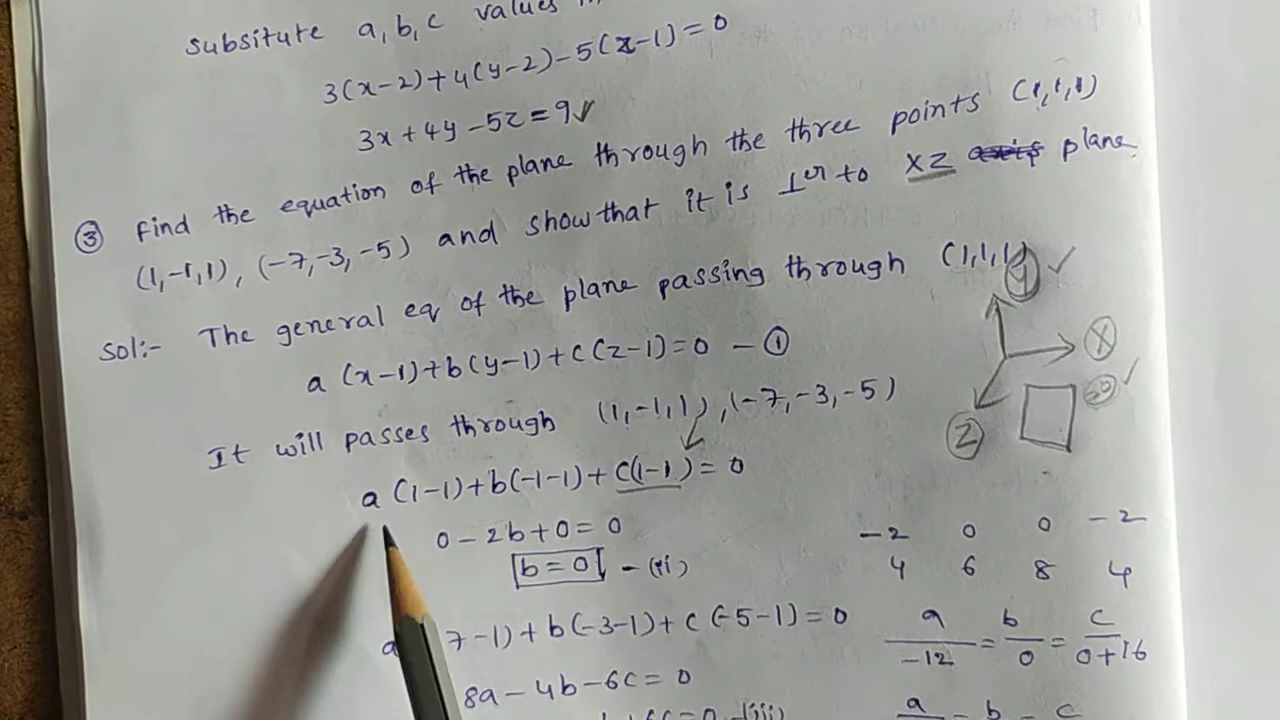 subsitute a, b, c values
3(x-2)+4(y-2)-5(z-1)=0
3x+4y-5z=9✓
③ Find the equation of the plane through the three points (1,1,1)
(1,-1,1), (-7,-3,-5) and show that it is ⊥er to XZ plane.
Sol:- The general eq of the plane passing through (1,1,1)
a (x-1)+b(y-1)+c(z-1)=0 -①
It will passes through (1,-1,1), (-7,-3,-5)
a (1-1)+b(-1-1)+c(1-1)=0
0-2b+0=0
b=0 -(ii)
7-1)+b(-3-1)+c(-5-1)=0
8a-4b-6c=0
6c=0 -(iii)
y ✓
X
Z
✓
-2 0 0 -2
4 6 8 4
a/-12 = b/0 = c/0+16
a b c